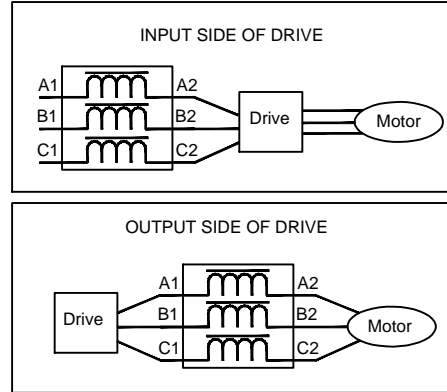 INPUT SIDE OF DRIVE
A1 A2
B1 B2 Drive Motor
C1 C2
OUTPUT SIDE OF DRIVE
A1 A2
Drive B1 B2 Motor
C1 C2